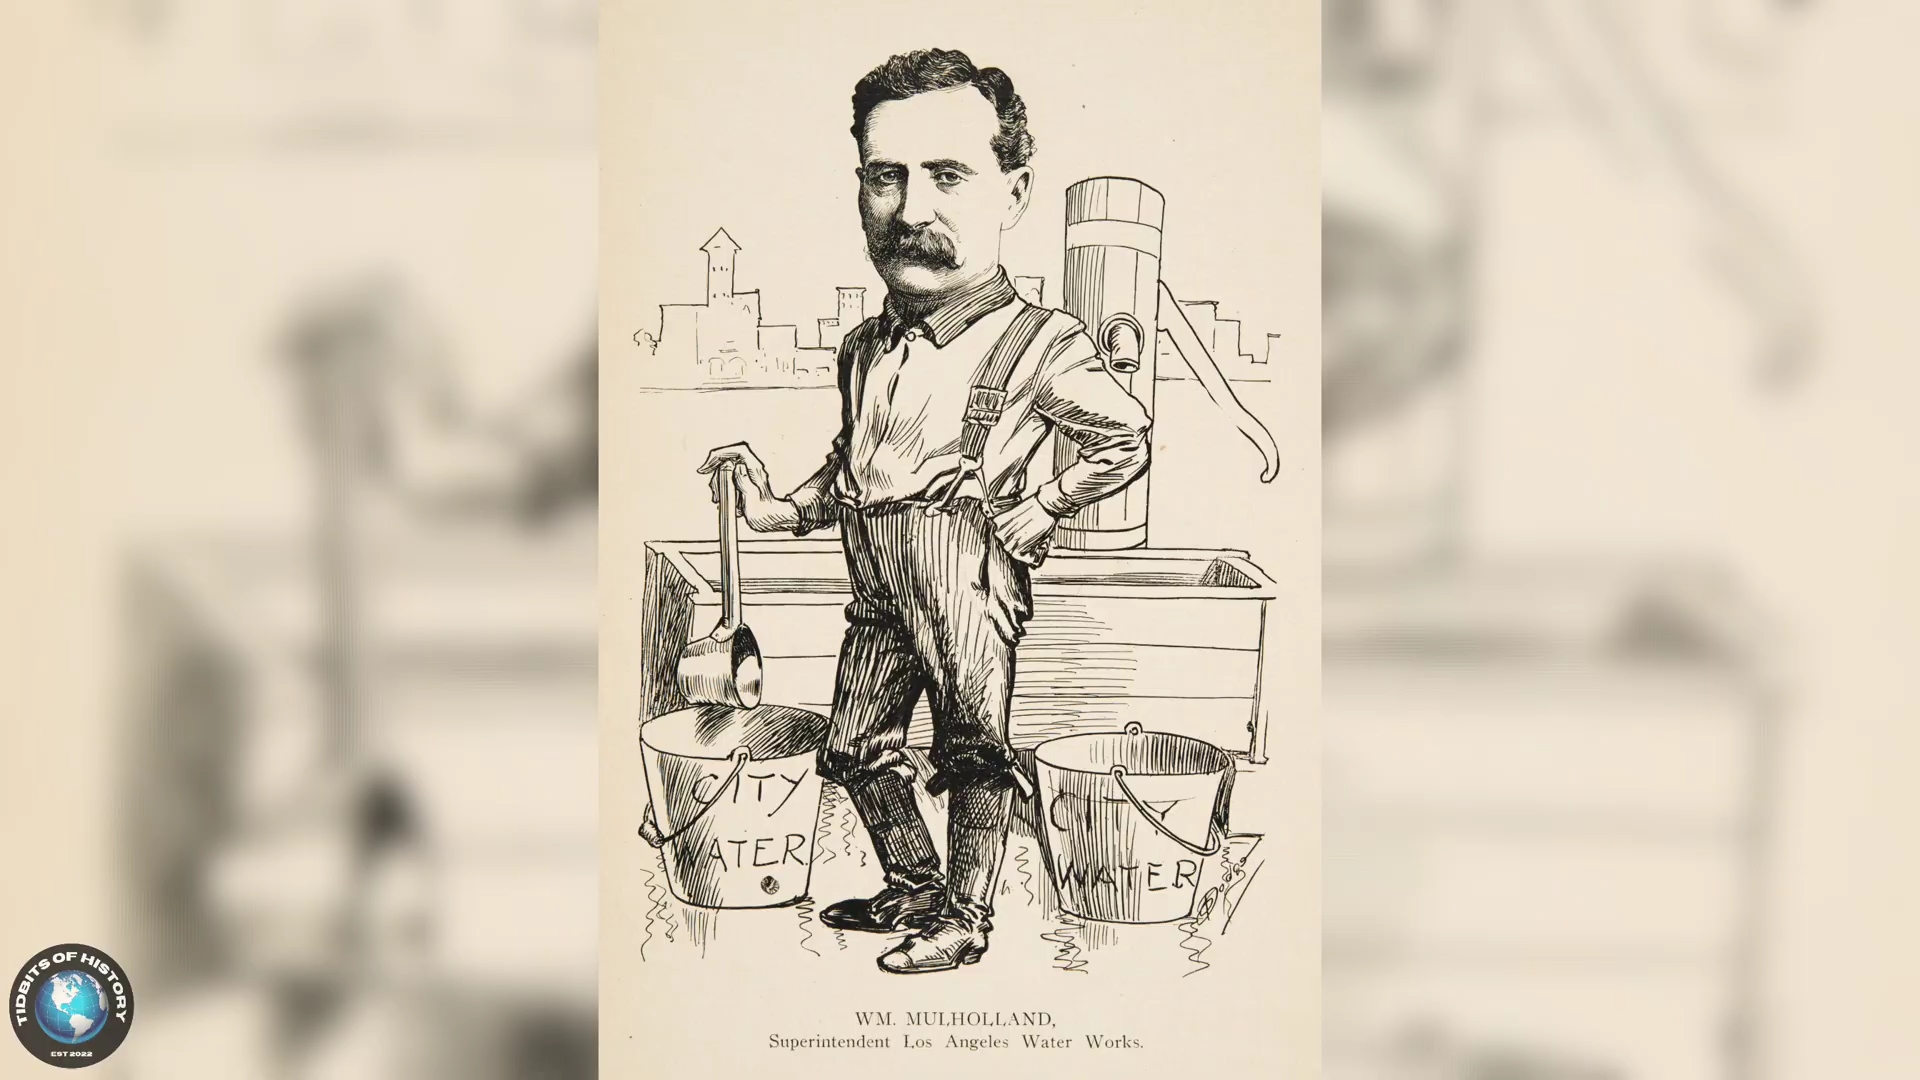 CITY
WATER
CITY
WATER
WM. MULHOLLAND,
Superintendent Los Angeles Water Works.
TIDBITS OF HISTORY
EST 2022